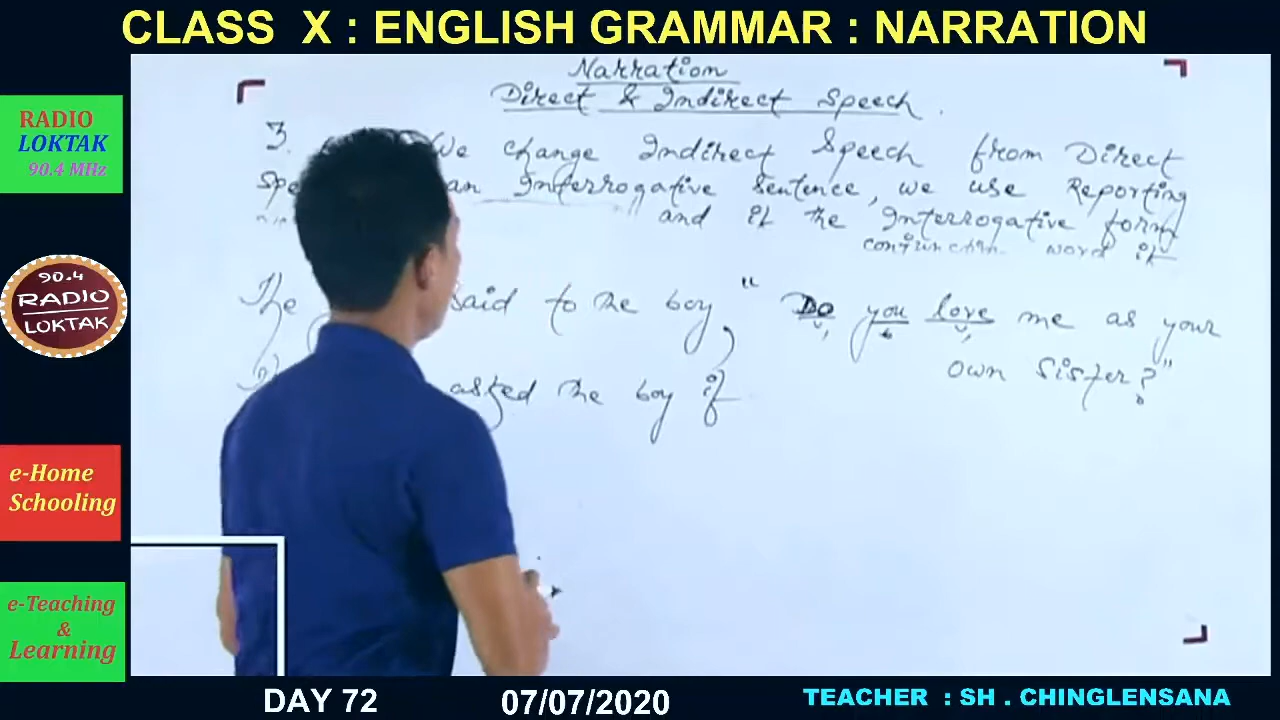 CLASS X : ENGLISH GRAMMAR : NARRATION
Narration
Direct & Indirect Speech
3. We change Indirect Speech from Direct
Spe an Interrogative Sentence, we use Reporting
and if the Interrogative form
conjunction word if
The said to the boy, " Do you love me as your
own Sister?"
asked the boy if
RADIO
LOKTAK
90.4 MHz
90.4
RADIO
LOKTAK
e-Home
Schooling
e-Teaching
&
Learning
DAY 72
07/07/2020
TEACHER : SH . CHINGLENSANA